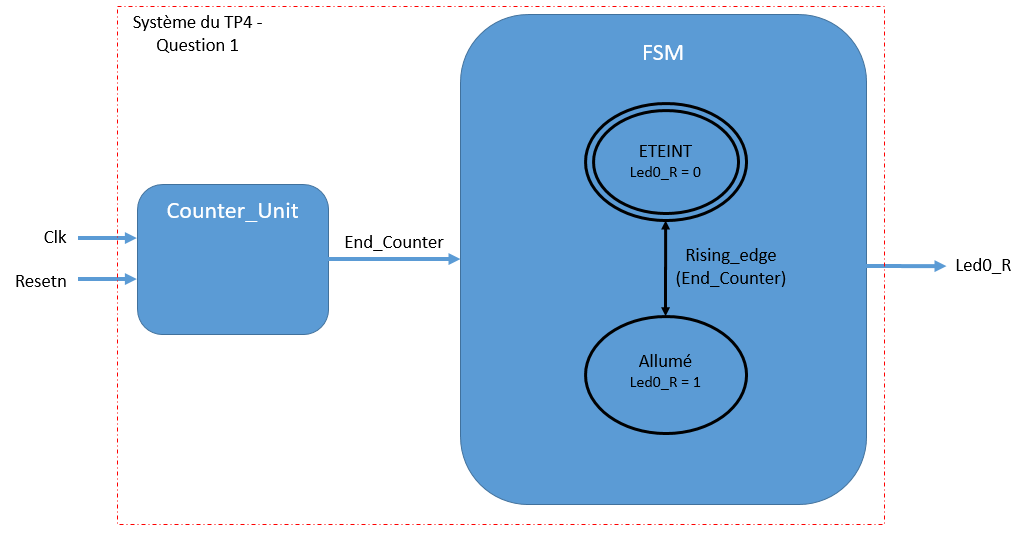 Système du TP4 -
Question 1
FSM
ETEINT
Led0_R = 0
Counter_Unit
Clk
End_Counter
Rising_edge
(End_Counter)
Led0_R
Resetn
Allumé
Led0_R = 1